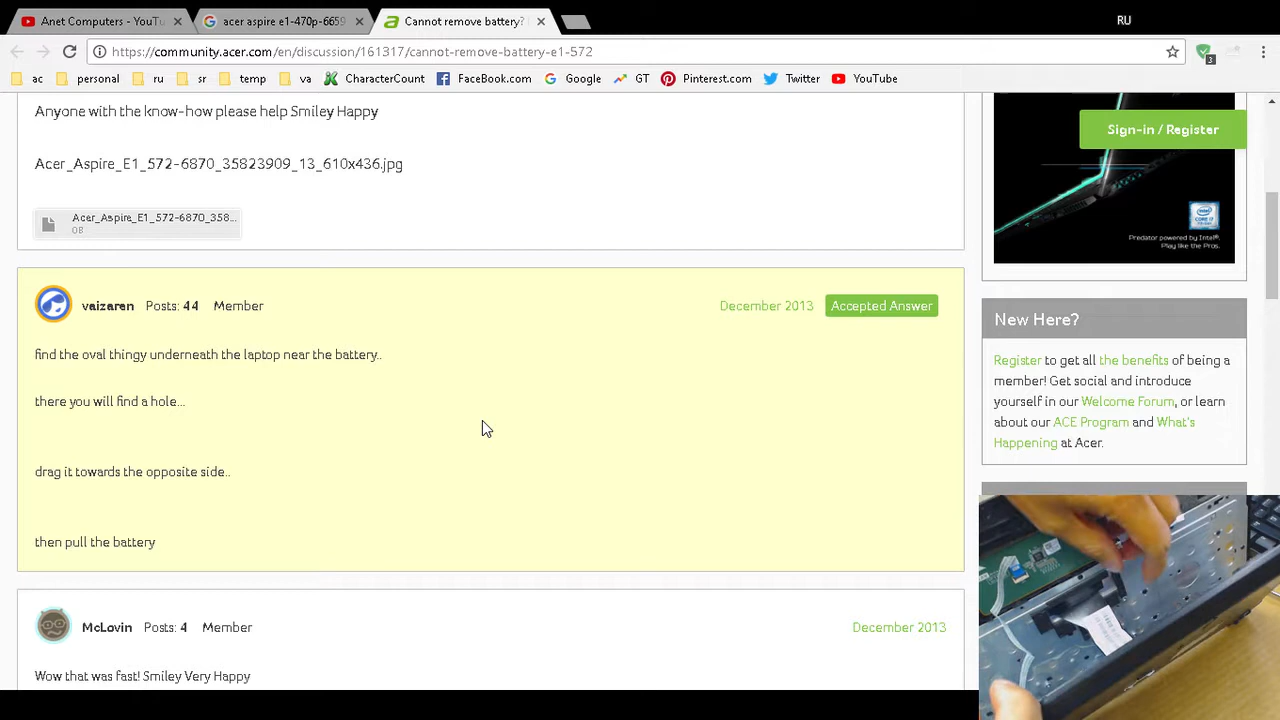 Anet Computers - YouTu
acer aspire e1-470p-6659
Cannot remove battery?
RU
https://community.acer.com/en/discussion/161317/cannot-remove-battery-e1-572
3
ac
personal
ru
sr
temp
va
CharacterCount
FaceBook.com
Google
GT
Pinterest.com
Twitter
YouTube
Anyone with the know-how please help Smiley Happy
Acer_Aspire_E1_572-6870_35823909_13_610x436.jpg
Acer_Aspire_E1_572-6870_358...
0B
Sign-in / Register
Predator powered by Intel®.
Play like the Pros.
vaizaren Posts: 44 Member December 2013 Accepted Answer
find the oval thingy underneath the laptop near the battery..
there you will find a hole...
drag it towards the opposite side..
then pull the battery
New Here?
Register to get all the benefits of being a
member! Get social and introduce
yourself in our Welcome Forum, or learn
about our ACE Program and What's
Happening at Acer.
McLovin Posts: 4 Member December 2013
Wow that was fast! Smiley Very Happy